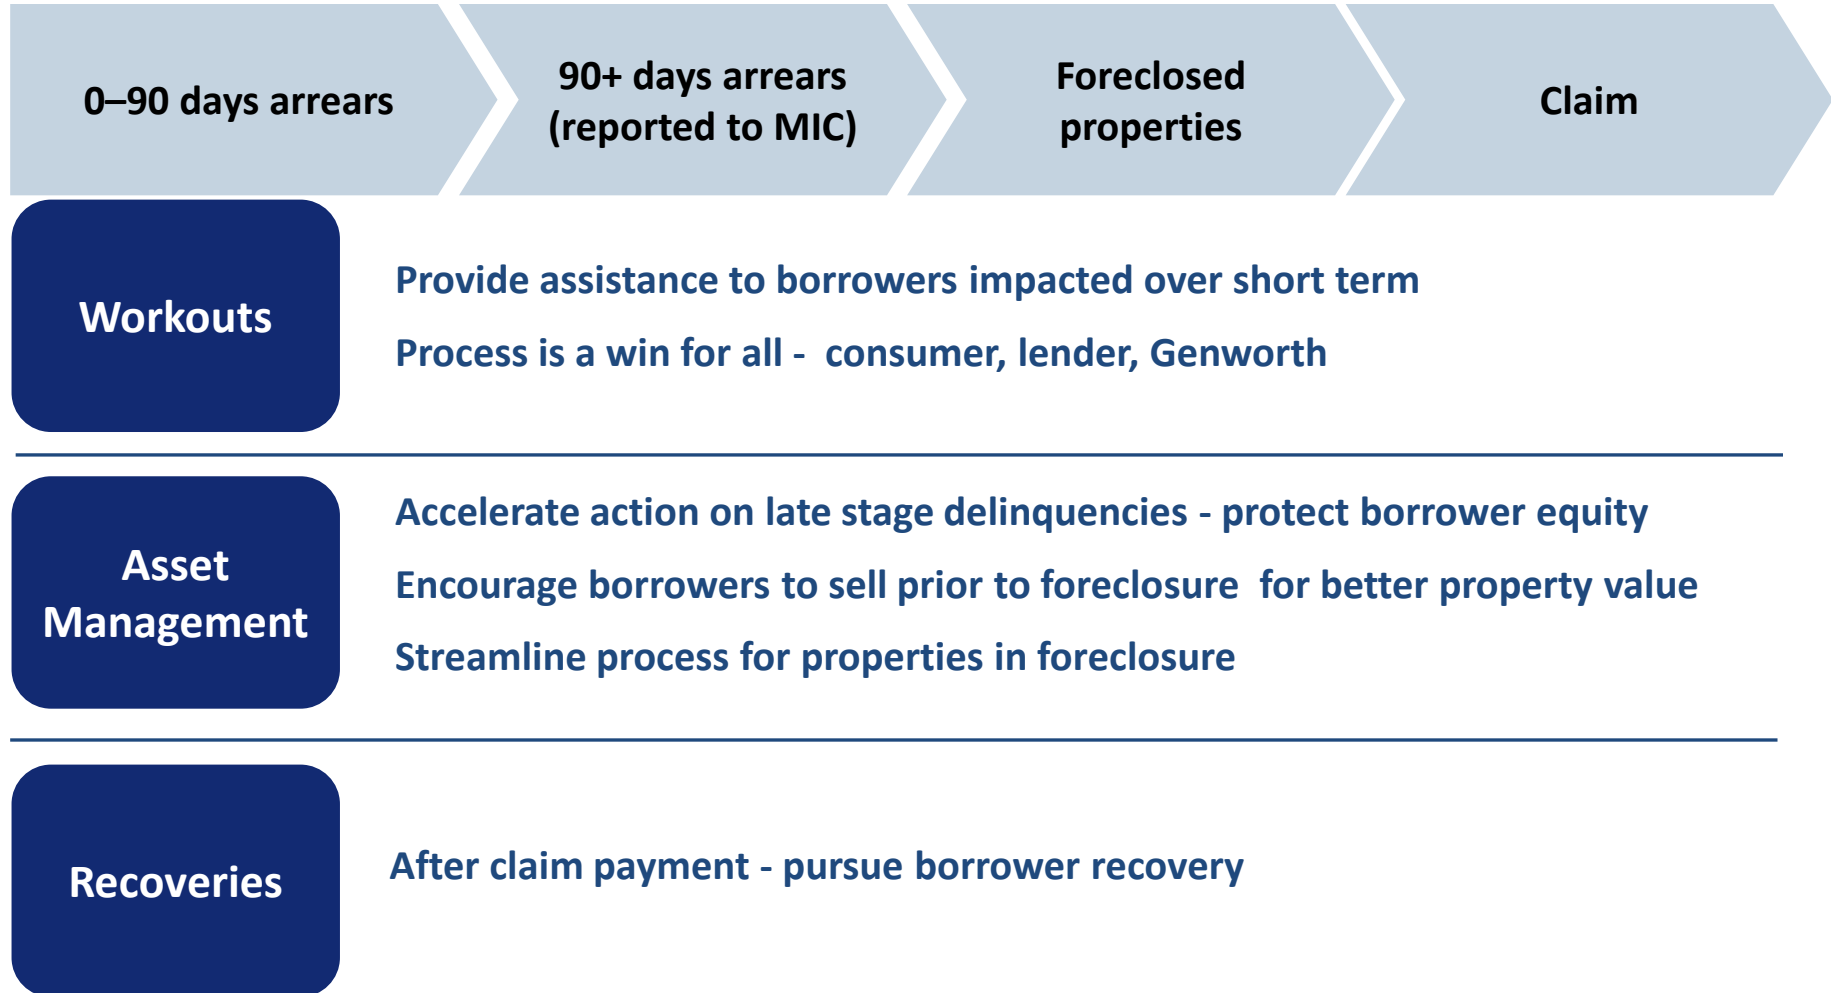 0–90 days arrears
90+ days arrears
(reported to MIC)
Foreclosed
properties
Claim
Workouts
Provide assistance to borrowers impacted over short term
Process is a win for all -  consumer, lender, Genworth
Asset
Management
Accelerate action on late stage delinquencies - protect borrower equity
Encourage borrowers to sell prior to foreclosure  for better property value
Streamline process for properties in foreclosure
Recoveries
After claim payment - pursue borrower recovery